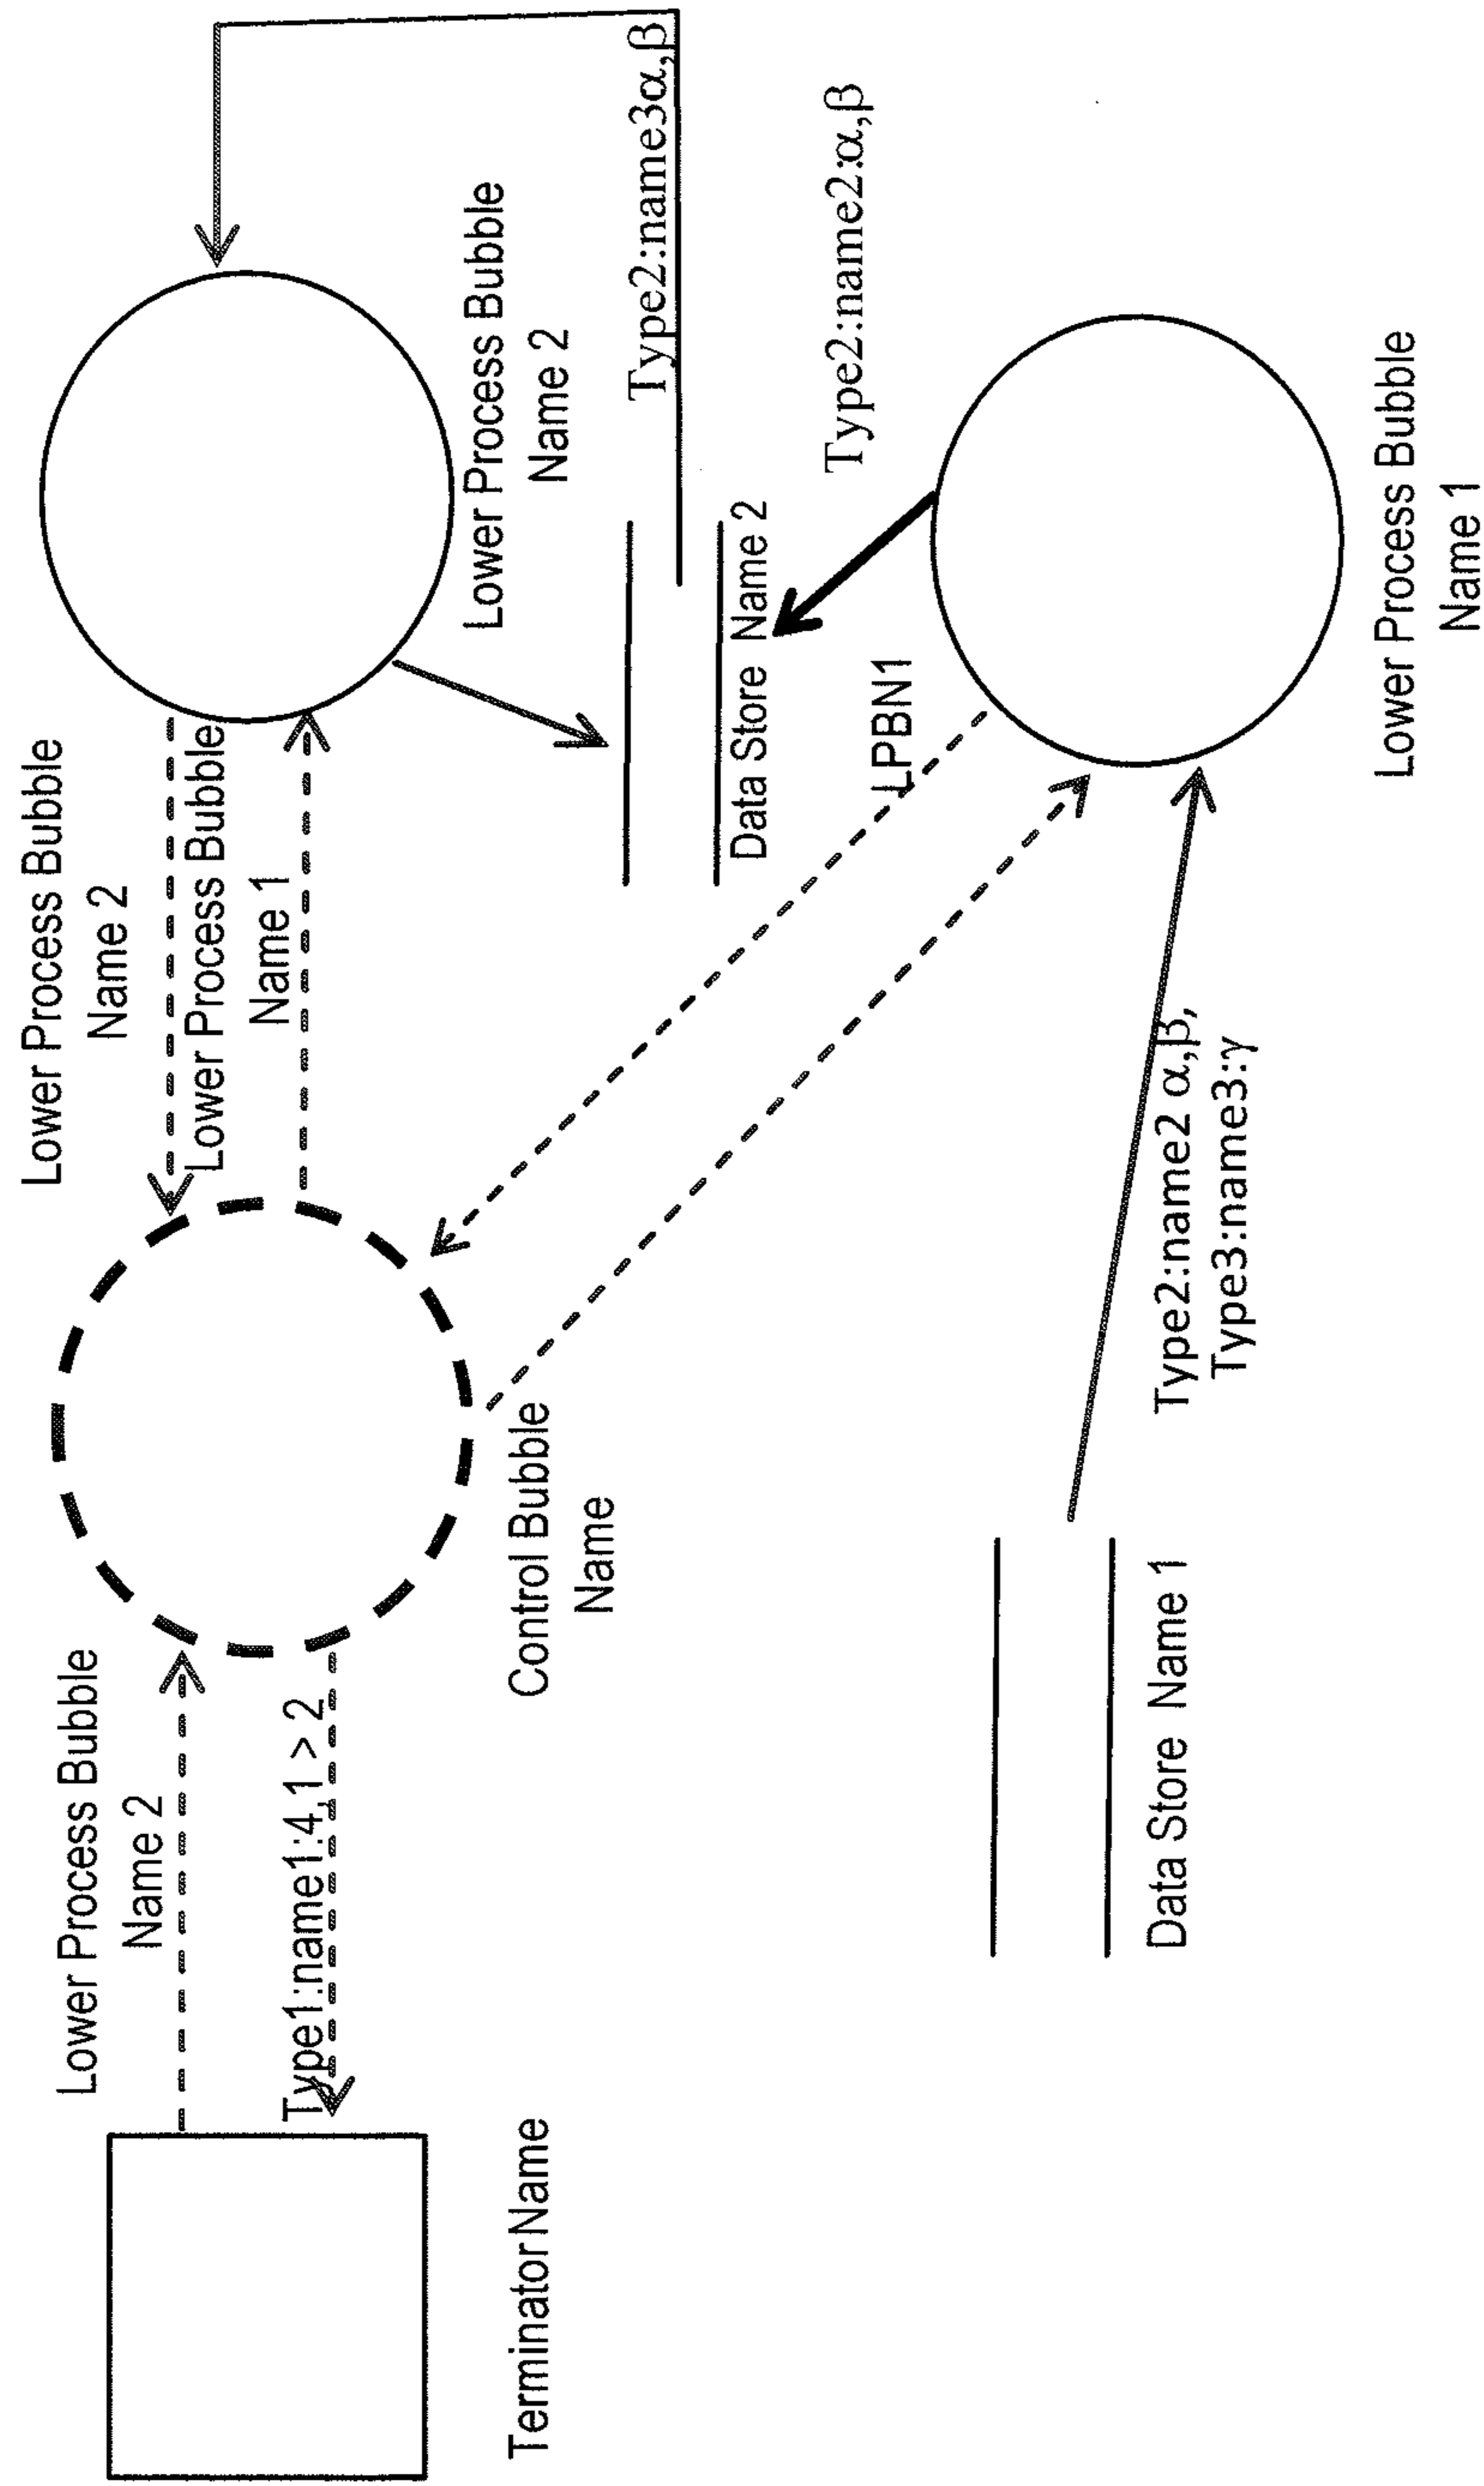 Lower Process Bubble
Name 2
Type1:name1:4,1 > 2
Terminator Name
Control Bubble
Name
Lower Process Bubble
Name 2
Lower Process Bubble
Name 1
Lower Process Bubble
Name 2
Type2:name3α,β
Data Store Name 2
Type2:name2:α,β
LPBN1
Data Store Name 1
Type2:name2 α,β,
Type3:name3:γ
Lower Process Bubble
Name 1